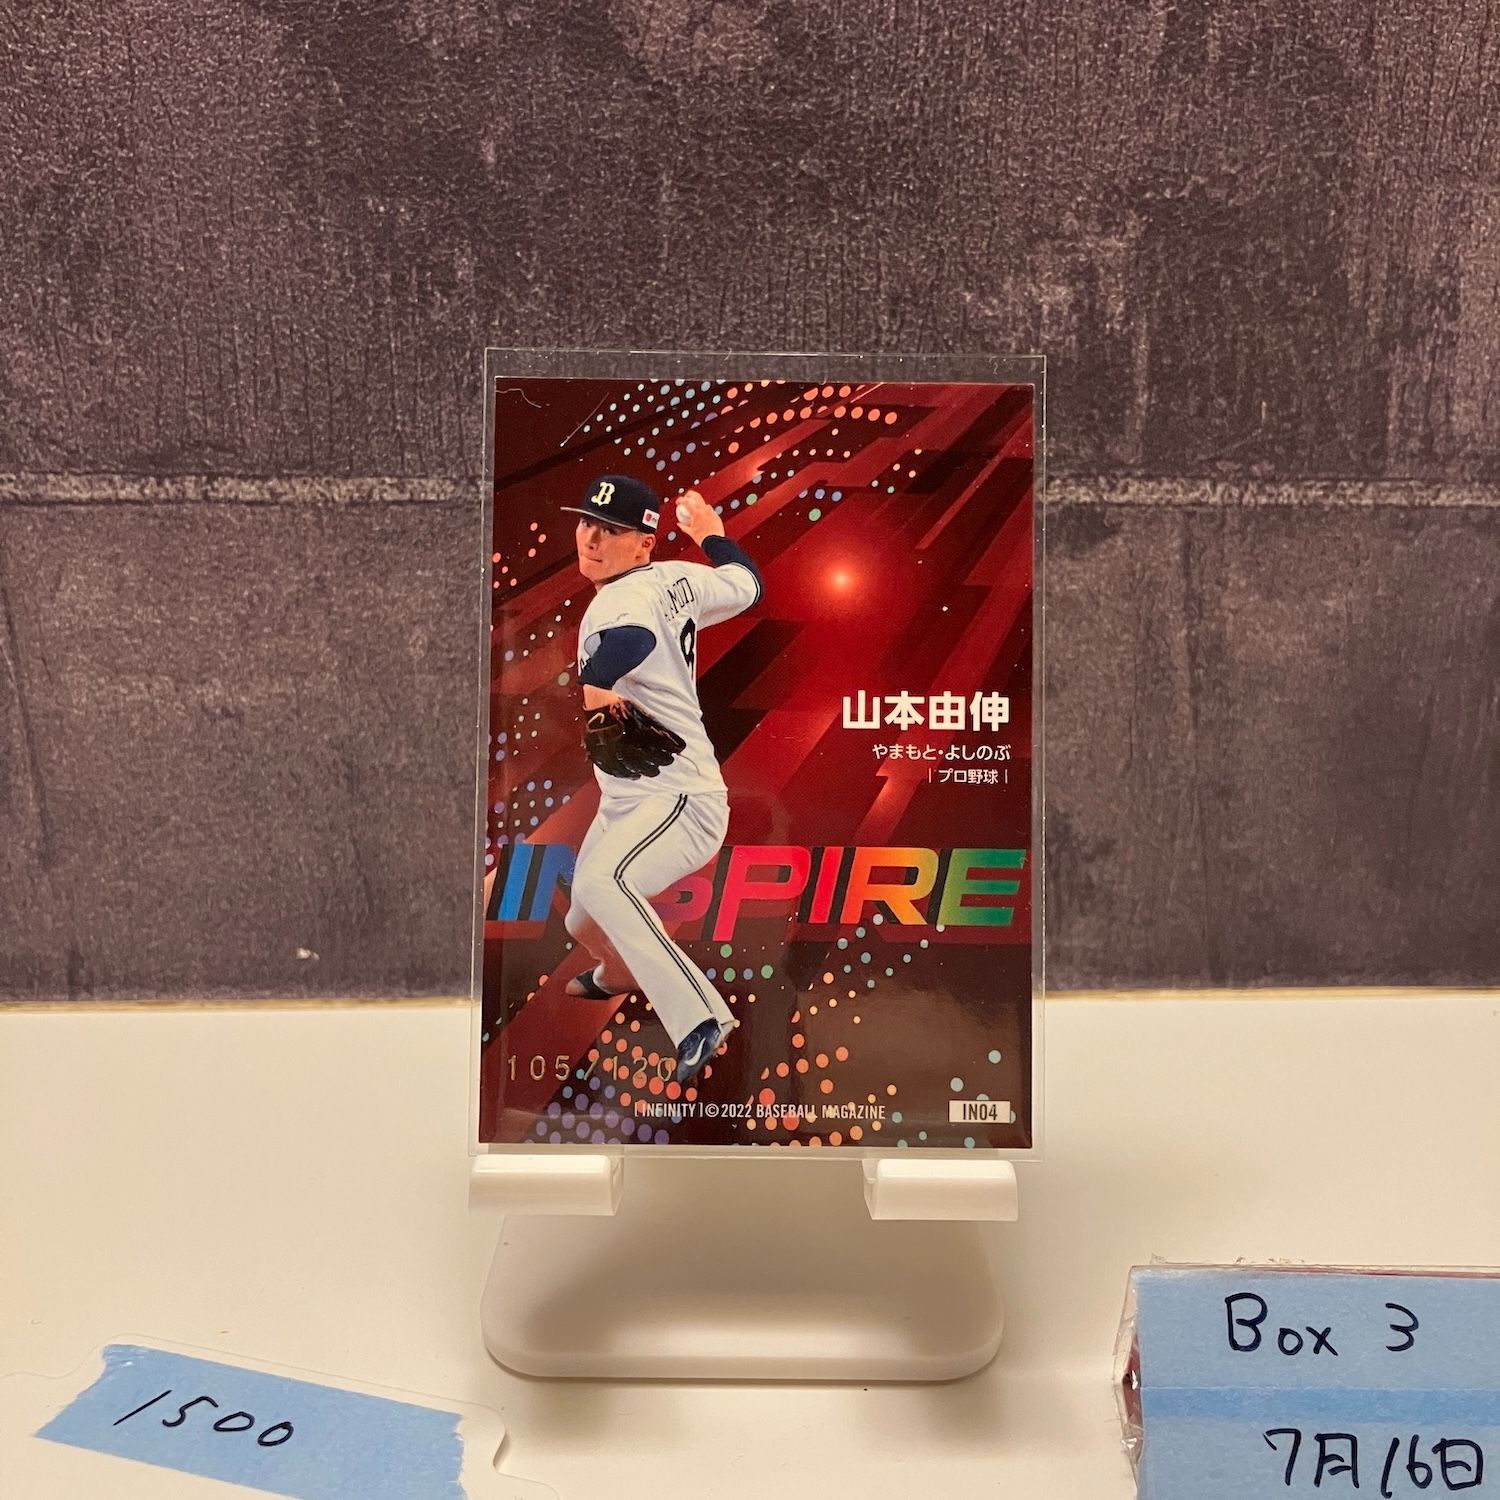 B
山本由伸
やまもと・よしのぶ
| プロ野球 |
INSPIRE
105/120
[INFINITY]©2022 BASEBALL MAGAZINE
IN04
1500
Box 3
7月16日